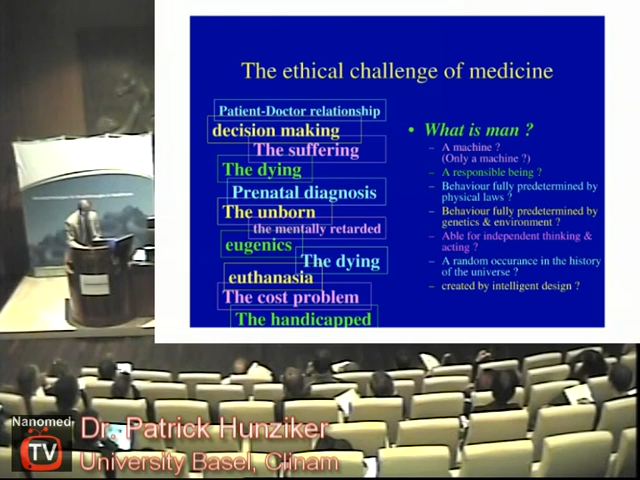 The ethical challenge of medicine
Patient-Doctor relationship
decision making
The suffering
The dying
Prenatal diagnosis
The unborn
the mentally retarded
eugenics
The dying
euthanasia
The cost problem
The handicapped
• What is man ?
– A machine ?
(Only a machine ?)
– A responsible being ?
– Behaviour fully predetermined by
physical laws ?
– Behaviour fully predetermined by
genetics & environment ?
– Able for independent thinking &
acting ?
– A random occurance in the history
of the universe ?
– created by intelligent design ?
Nanomed
TV
Dr. Patrick Hunziker
University Basel, Clinam